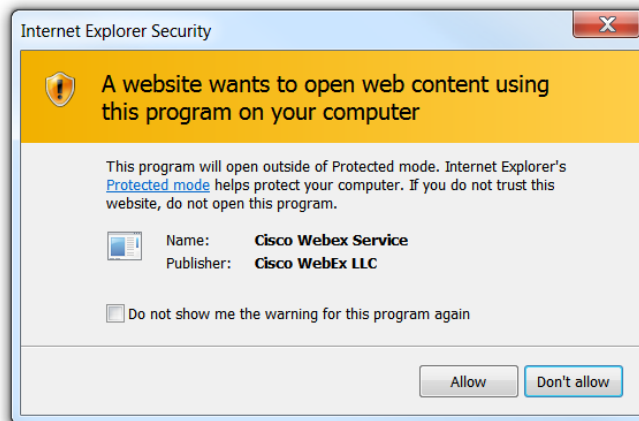 Internet Explorer Security
A website wants to open web content using
this program on your computer
This program will open outside of Protected mode. Internet Explorer's
Protected mode helps protect your computer. If you do not trust this
website, do not open this program.
Name: Cisco Webex Service
Publisher: Cisco WebEx LLC
Do not show me the warning for this program again
Allow Don't allow